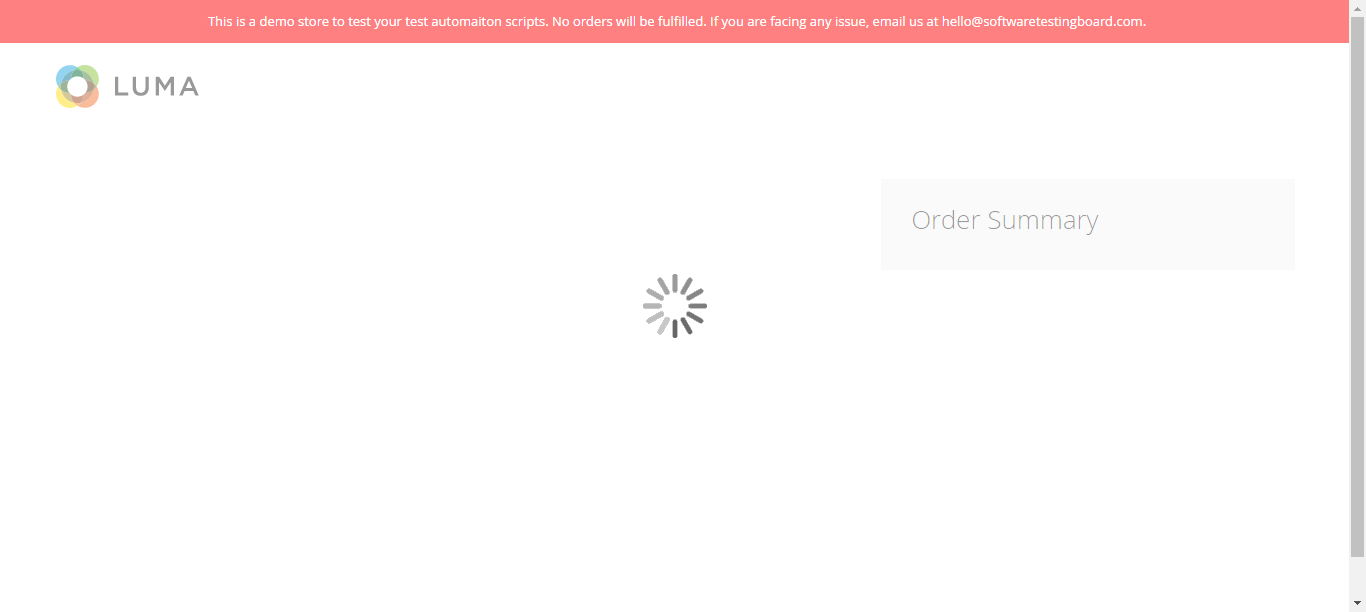 This is a demo store to test your test automaiton scripts. No orders will be fulfilled. If you are facing any issue, email us at hello@softwaretestingboard.com.
LUMA
Order Summary